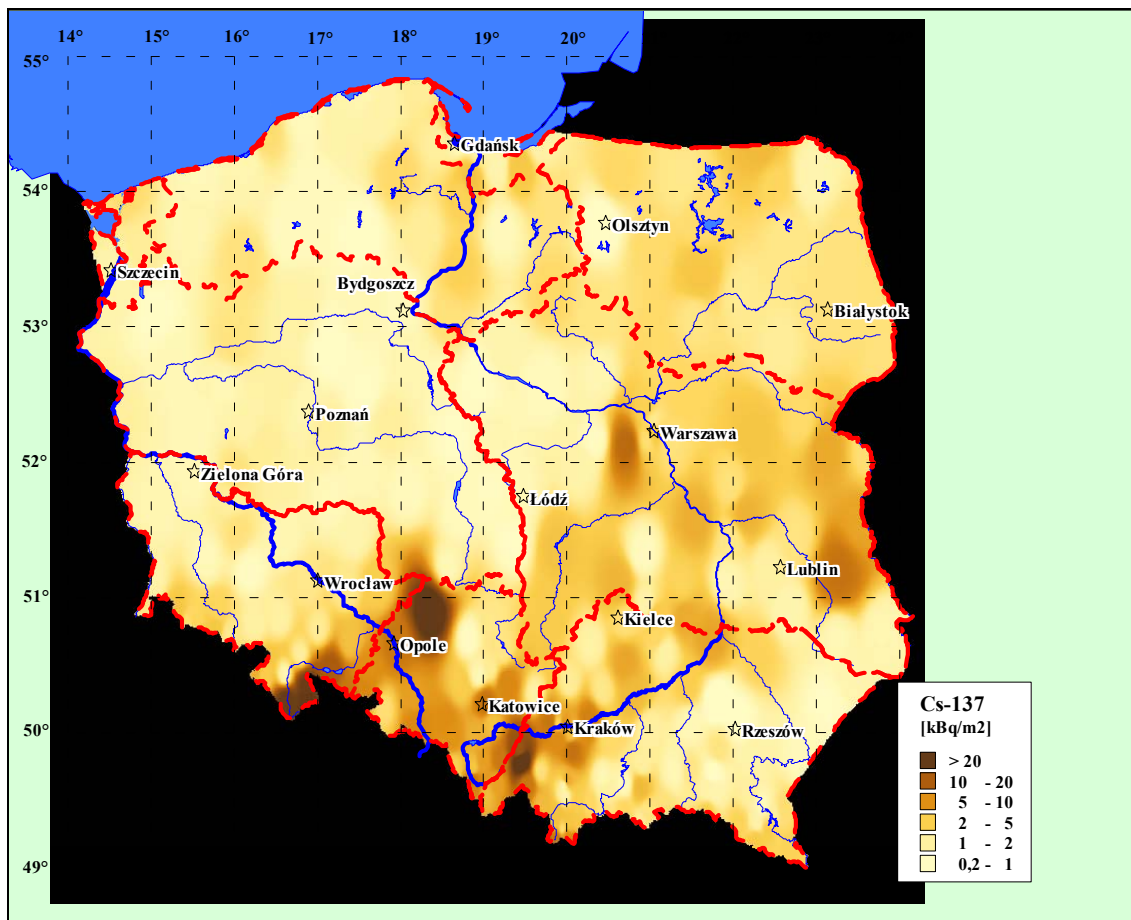 14° 15° 16° 17° 18° 19° 20°
55°
Gdańsk
54°
Olsztyn
Szczecin
Bydgoszcz
Białystok
53°
Poznań
Warszawa
52°
Zielona Góra
Łódź
Lublin
Wrocław
51°
Kielce
Opole
Katowice
Kraków
Rzeszów
50°
49°
Cs-137
[kBq/m2]
> 20
10 - 20
5 - 10
2 - 5
1 - 2
0,2 - 1